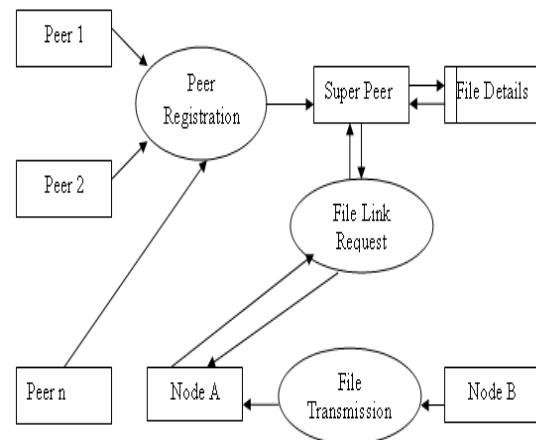 Peer 1
Peer
Registration
Super Peer
File Details
Peer 2
File Link
Request
Peer n
Node A
File
Transmission
Node B